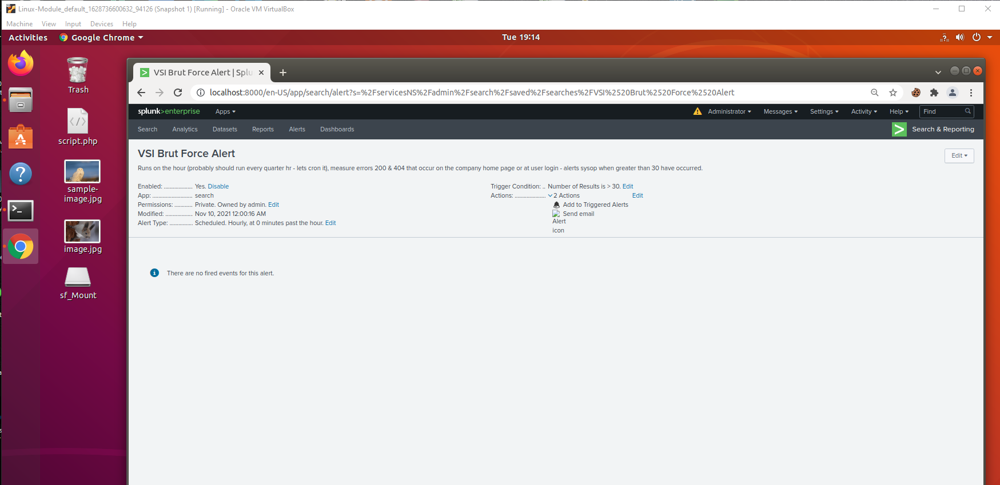 Linux-Module_default_1628736600632_94126 (Snapshot 1) [Running] - Oracle VM VirtualBox
Machine View Input Devices Help
Activities Google Chrome Tue 19:14
VSI Brut Force Alert | Splu
localhost:8000/en-US/app/search/alert?s=%2FservicesNS%2Fadmin%2Fsearch%2Fsaved%2Fsearches%2FVSI%2520Brut%2520Force%2520Alert
splunk>enterprise Apps Administrator Messages Settings Activity Help Find
Search Analytics Datasets Reports Alerts Dashboards Search & Reporting
VSI Brut Force Alert Edit
Runs on the hour (probably should run every quarter hr - lets cron it), measure errors 200 & 404 that occur on the company home page or at user login - alerts sysop when greater than 30 have occurred.
Enabled: .................... Yes. Disable
App: ........................... search
Permissions: ............ Private. Owned by admin. Edit
Modified: ................... Nov 10, 2021 12:00:16 AM
Alert Type: ................ Scheduled. Hourly, at 0 minutes past the hour. Edit
Trigger Condition: .. Number of Results is > 30. Edit
Actions: ..................... 2 Actions Edit
Add to Triggered Alerts
Alert icon Send email
There are no fired events for this alert.
Trash
script.php
sample-
image.jpg
image.jpg
sf_Mount